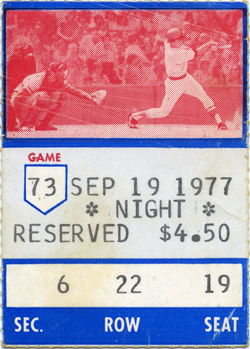 GAME
73 SEP 19 1977
* NIGHT *
RESERVED $4.50
6 22 19
SEC. ROW SEAT